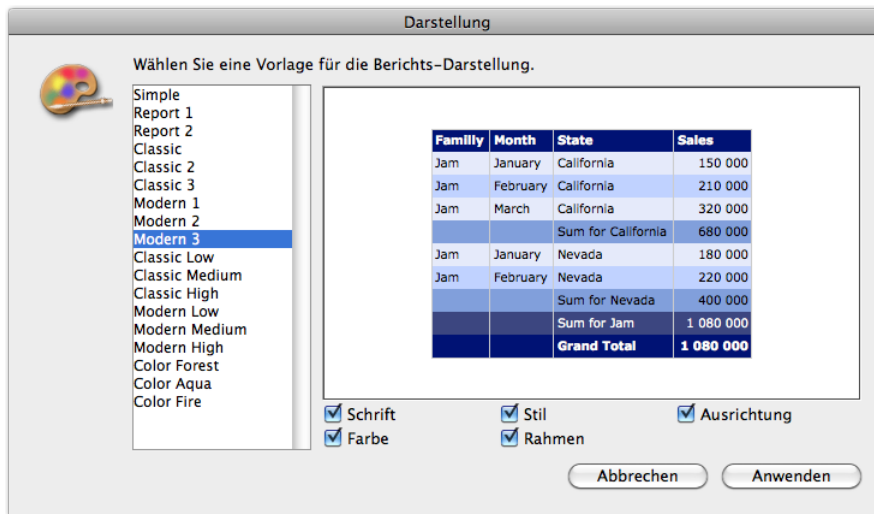 Darstellung
Wählen Sie eine Vorlage für die Berichts-Darstellung.
Simple
Report 1
Report 2
Classic
Classic 2
Classic 3
Modern 1
Modern 2
Modern 3
Classic Low
Classic Medium
Classic High
Modern Low
Modern Medium
Modern High
Color Forest
Color Aqua
Color Fire
Familly Month State Sales
Jam January California 150 000
Jam February California 210 000
Jam March California 320 000
Sum for California 680 000
Jam January Nevada 180 000
Jam February Nevada 220 000
Sum for Nevada 400 000
Sum for Jam 1 080 000
Grand Total 1 080 000
Schrift Stil Ausrichtung
Farbe Rahmen
Abbrechen Anwenden